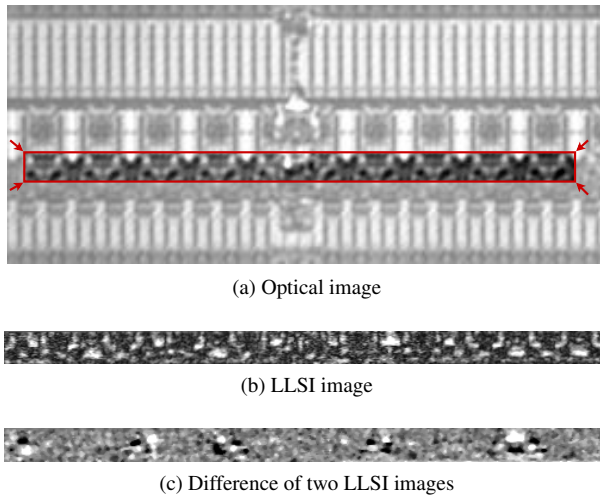 (a) Optical image
(b) LLSI image
(c) Difference of two LLSI images